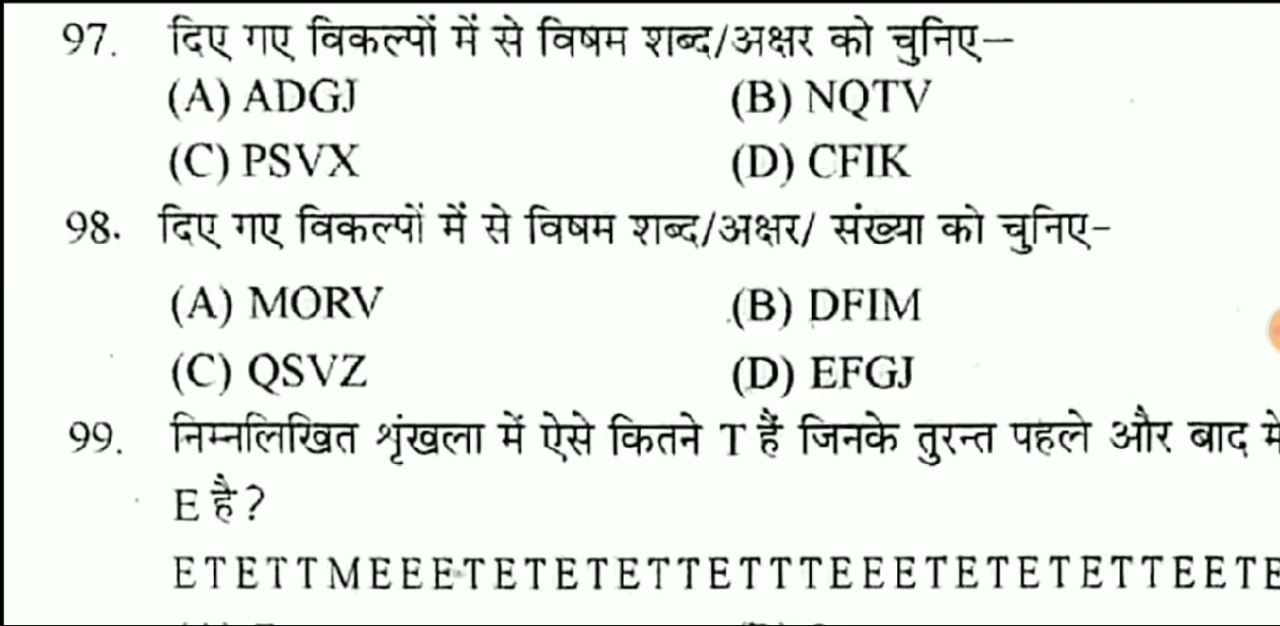 97. दिए गए विकल्पों में से विषम शब्द/अक्षर को चुनिए–
(A) ADGJ (B) NQTV
(C) PSVX (D) CFIK
98. दिए गए विकल्पों में से विषम शब्द/अक्षर/ संख्या को चुनिए-
(A) MORV (B) DFIM
(C) QSVZ (D) EFGJ
99. निम्नलिखित शृंखला में ऐसे कितने T हैं जिनके तुरन्त पहले और बाद में
E है ?
E T E T T M E E E T E T E T E T T E T T T E E E T E T E T E T T E E T E